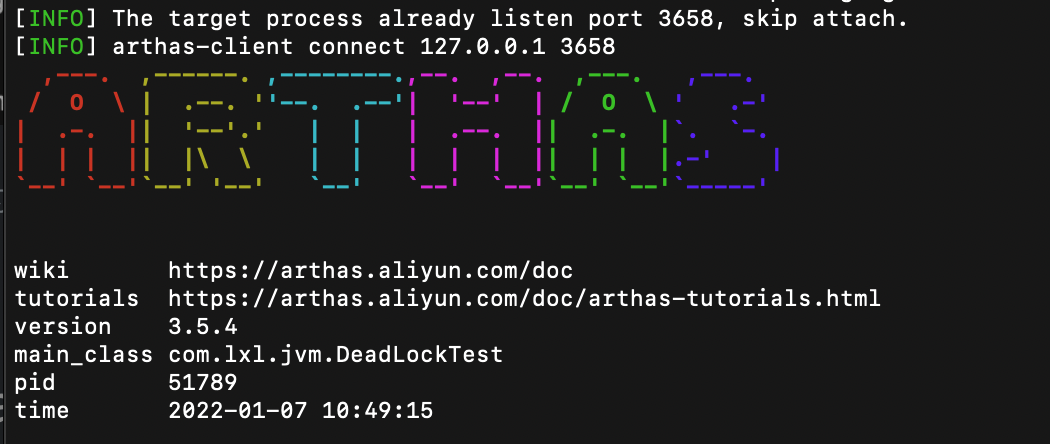 [INFO] The target process already listen port 3658, skip attach.
[INFO] arthas-client connect 127.0.0.1 3658
ARTHAS
wiki https://arthas.aliyun.com/doc
tutorials https://arthas.aliyun.com/doc/arthas-tutorials.html
version 3.5.4
main_class com.lxl.jvm.DeadLockTest
pid 51789
time 2022-01-07 10:49:15